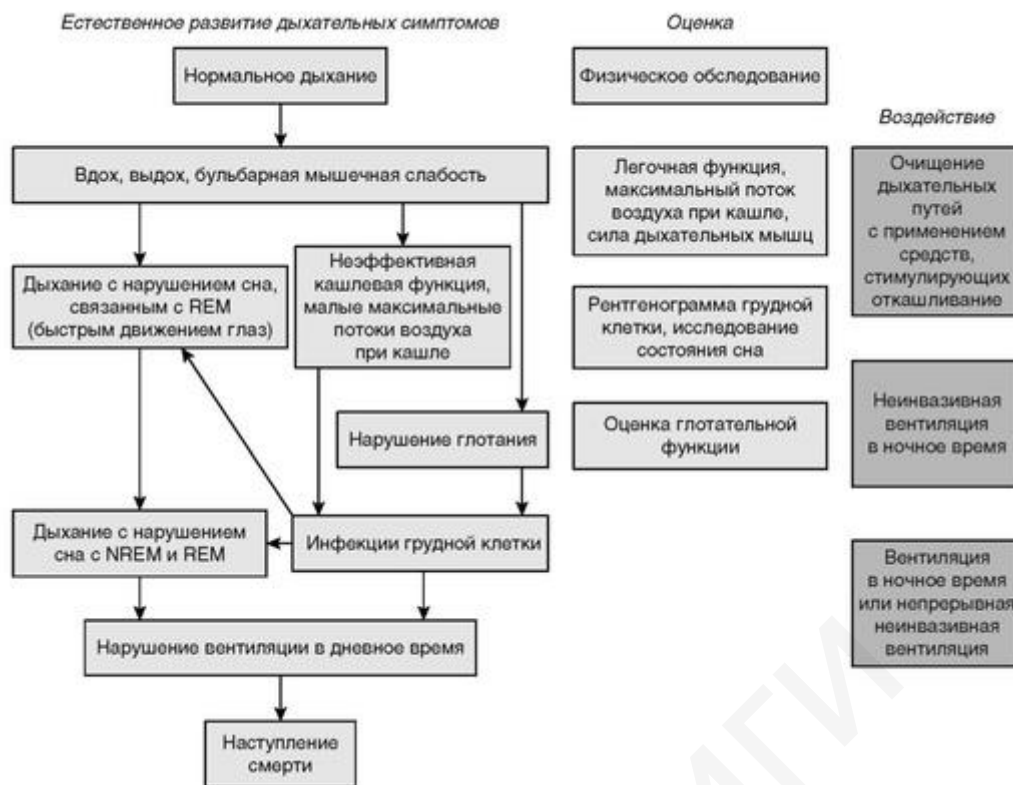 Естественное развитие дыхательных симптомов
Нормальное дыхание
Вдох, выдох, бульбарная мышечная слабость
Дыхание с нарушением сна,
связанным с REM
(быстрым движением глаз)
Неэффективная
кашлевая функция,
малые максимальные
потоки воздуха
при кашле
Нарушение глотания
Дыхание с нарушением
сна с NREM и REM
Инфекции грудной клетки
Нарушение вентиляции в дневное время
Наступление
смерти
Оценка
Физическое обследование
Легочная функция,
максимальный поток
воздуха при кашле,
сила дыхательных мышц
Рентгенограмма грудной
клетки, исследование
состояния сна
Оценка глотательной
функции
Воздействие
Очищение
дыхательных
путей
с применением
средств,
стимулирующих
откашливание
Неинвазивная
вентиляция
в ночное время
Вентиляция
в ночное время
или непрерывная
неинвазивная
вентиляция